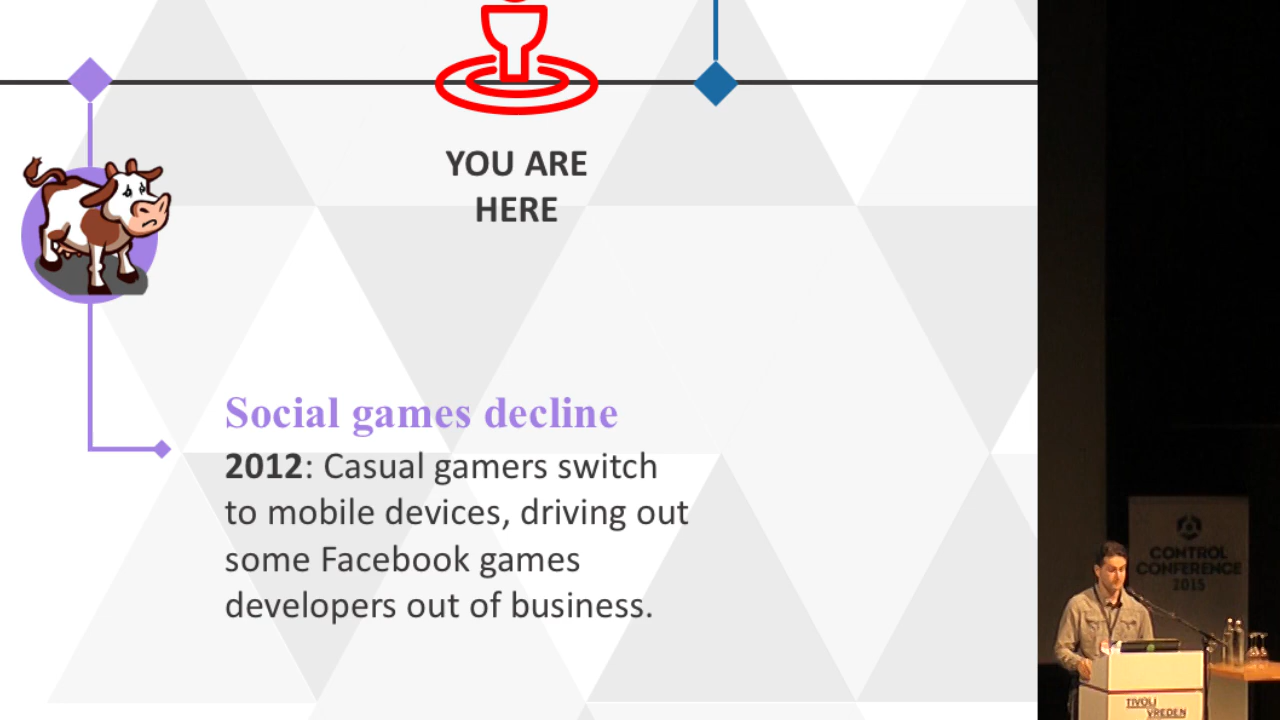 YOU ARE
HERE
Social games decline
2012: Casual gamers switch
to mobile devices, driving out
some Facebook games
developers out of business.
CONTROL
CONFERENCE
2015
TIVOLI
VREDEN